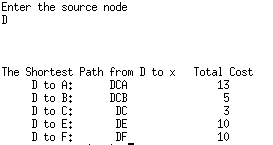 Enter the source node
D
The Shortest Path from D to x Total Cost
D to A: DCA 13
D to B: DCB 5
D to C: DC 3
D to E: DE 10
D to F: DF 10